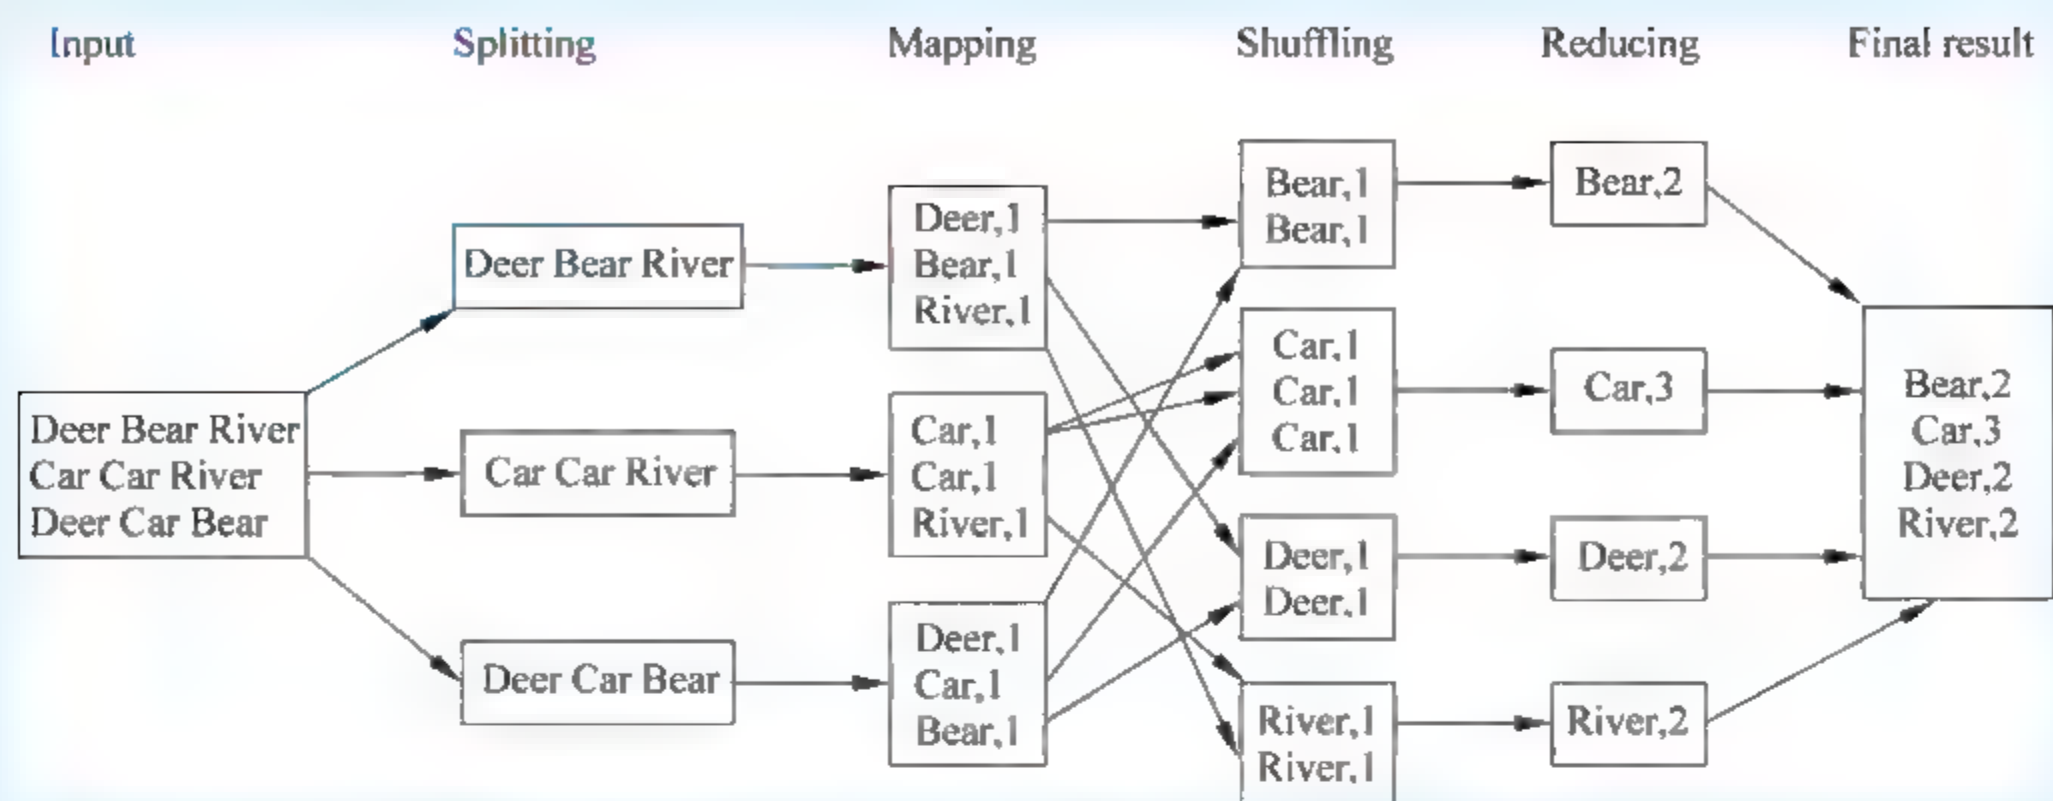 Input
Splitting
Mapping
Shuffling
Reducing
Final result
Deer Bear River
Car Car River
Deer Car Bear
Deer Bear River
Car Car River
Deer Car Bear
Deer,1
Bear,1
River,1
Car,1
Car,1
River,1
Deer,1
Car,1
Bear,1
Bear,1
Bear,1
Car,1
Car,1
Car,1
Deer,1
Deer,1
River,1
River,1
Bear,2
Car,3
Deer,2
River,2
Bear,2
Car,3
Deer,2
River,2